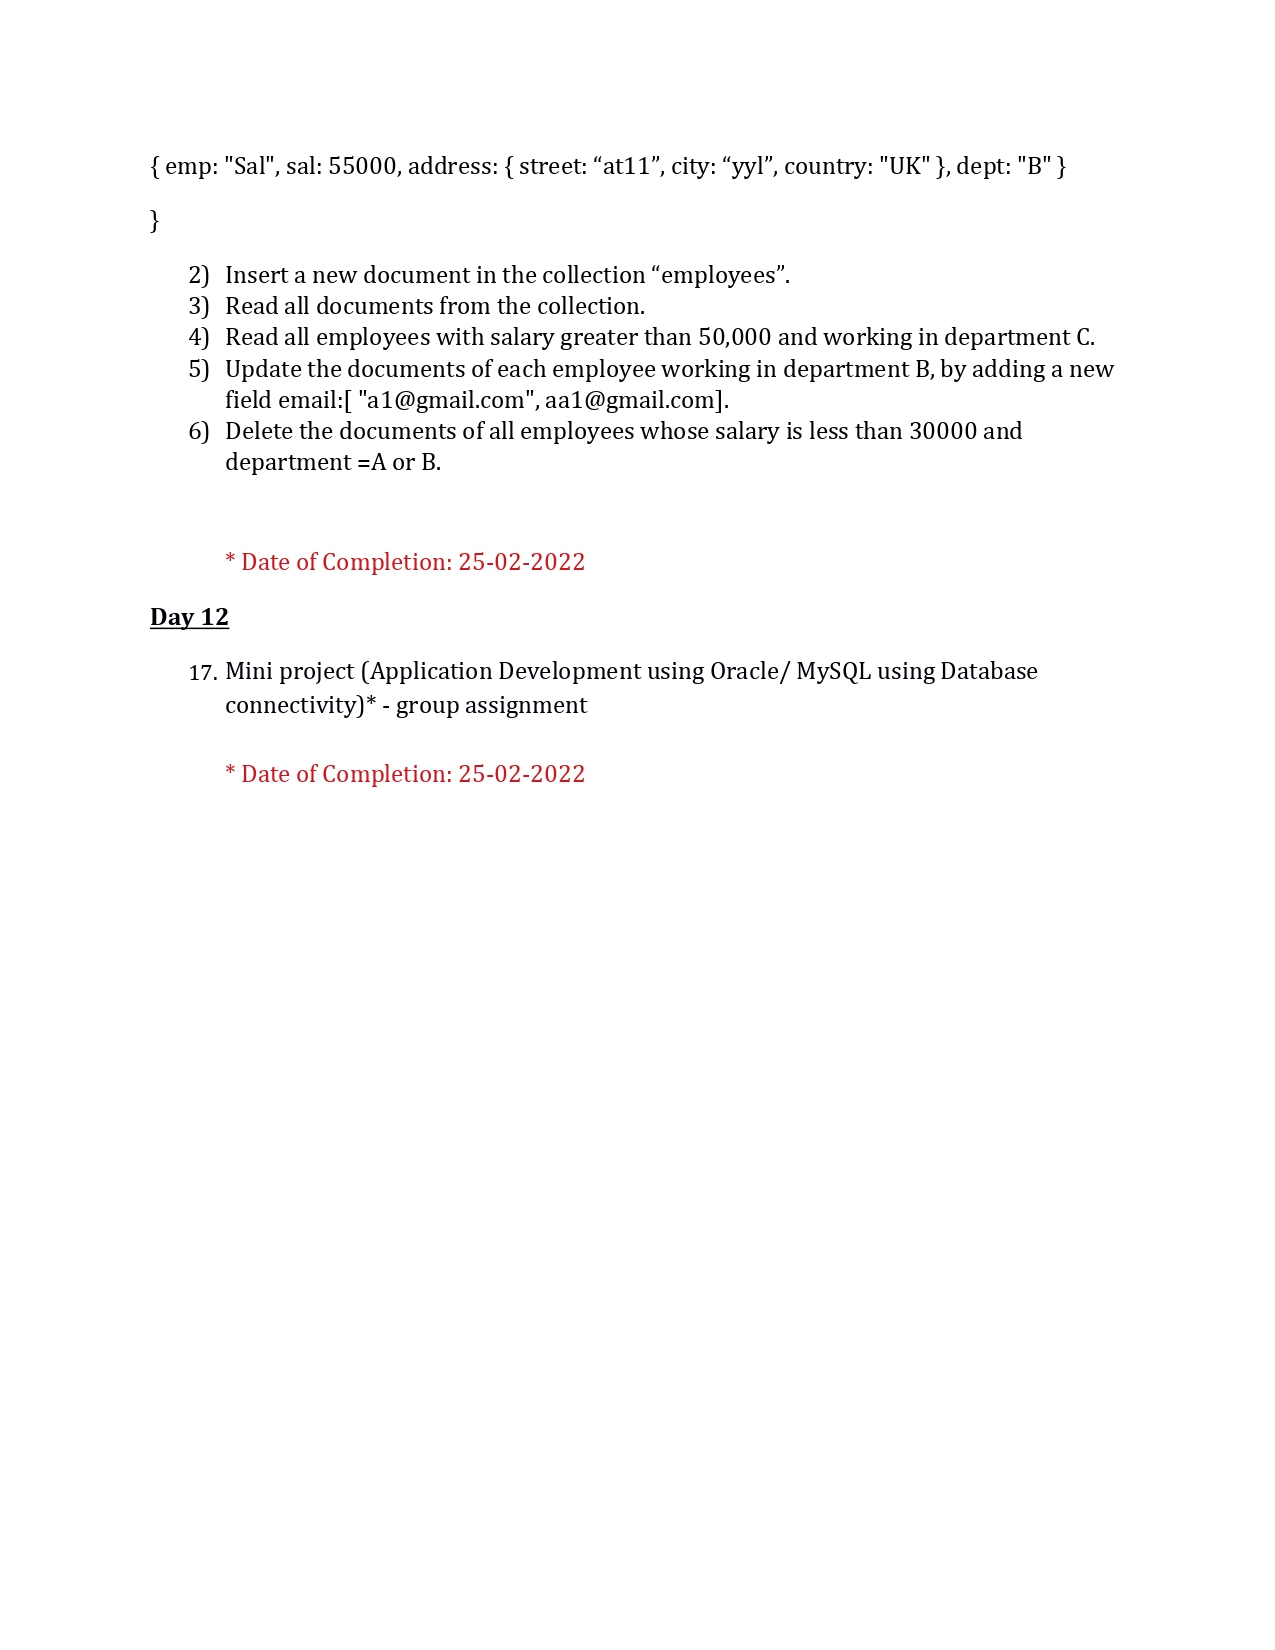 { emp: "Sal", sal: 55000, address: { street: “at11”, city: “yyl”, country: "UK" }, dept: "B" }
}
2) Insert a new document in the collection “employees”.
3) Read all documents from the collection.
4) Read all employees with salary greater than 50,000 and working in department C.
5) Update the documents of each employee working in department B, by adding a new
field email:[ "a1@gmail.com", aa1@gmail.com].
6) Delete the documents of all employees whose salary is less than 30000 and
department =A or B.
* Date of Completion: 25-02-2022
Day 12
17. Mini project (Application Development using Oracle/ MySQL using Database
connectivity)* - group assignment
* Date of Completion: 25-02-2022